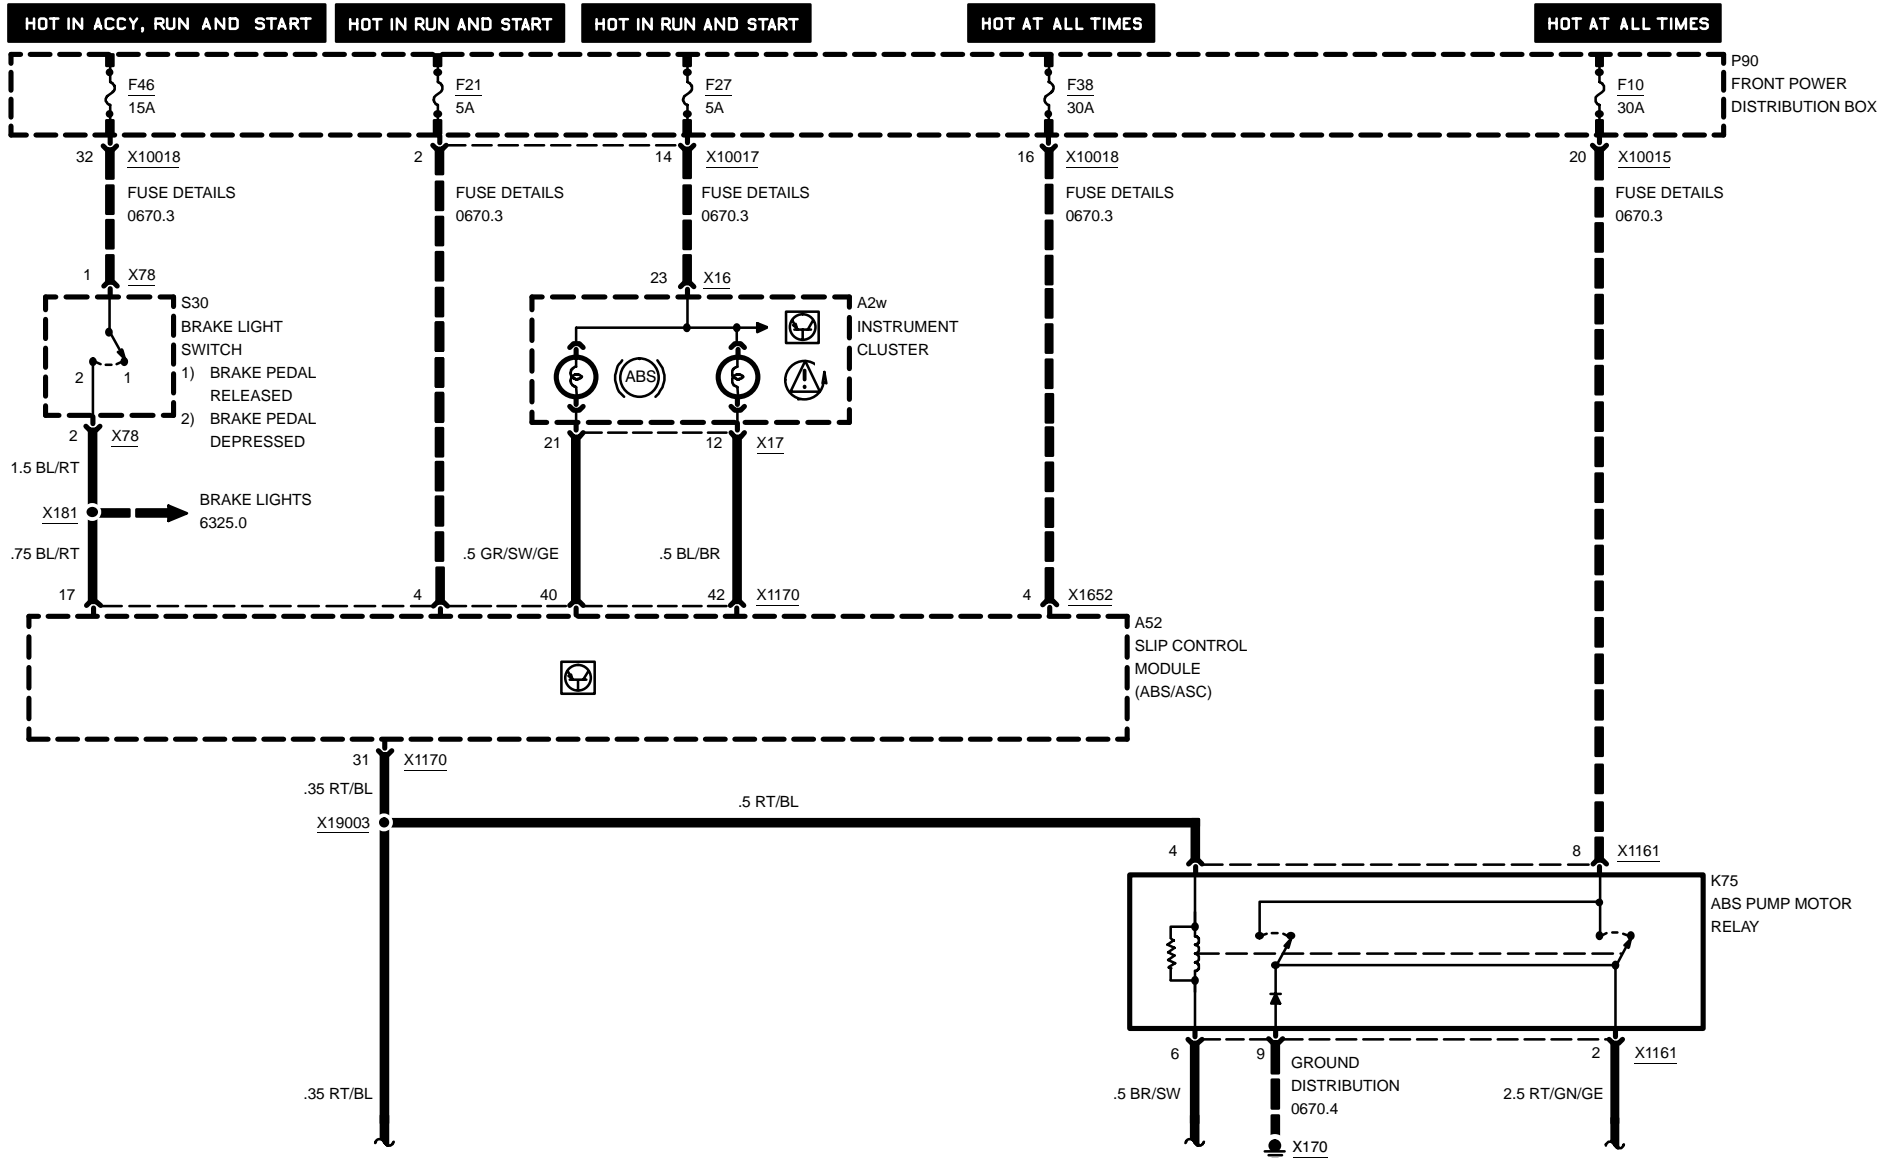 HOT IN ACCY, RUN AND START
HOT IN RUN AND START
HOT IN RUN AND START
HOT AT ALL TIMES
HOT AT ALL TIMES
P90
FRONT POWER
DISTRIBUTION BOX
F46
15A
F21
5A
F27
5A
F38
30A
F10
30A
32
X10018
2
14
X10017
16
X10018
20
X10015
FUSE DETAILS
0670.3
FUSE DETAILS
0670.3
FUSE DETAILS
0670.3
FUSE DETAILS
0670.3
FUSE DETAILS
0670.3
1
X78
23
X16
S30
BRAKE LIGHT
SWITCH
1) BRAKE PEDAL
RELEASED
2) BRAKE PEDAL
DEPRESSED
2
1
A2w
INSTRUMENT
CLUSTER
ABS
!
2
X78
21
12
X17
1.5 BL/RT
X181
BRAKE LIGHTS
6325.0
.75 BL/RT
.5 GR/SW/GE
.5 BL/BR
17
4
40
42
X1170
4
X1652
A52
SLIP CONTROL
MODULE
(ABS/ASC)
31
X1170
.35 RT/BL
.5 RT/BL
X19003
4
8
X1161
K75
ABS PUMP MOTOR
RELAY
6
9
2
X1161
GROUND
DISTRIBUTION
0670.4
.35 RT/BL
.5 BR/SW
2.5 RT/GN/GE
X170